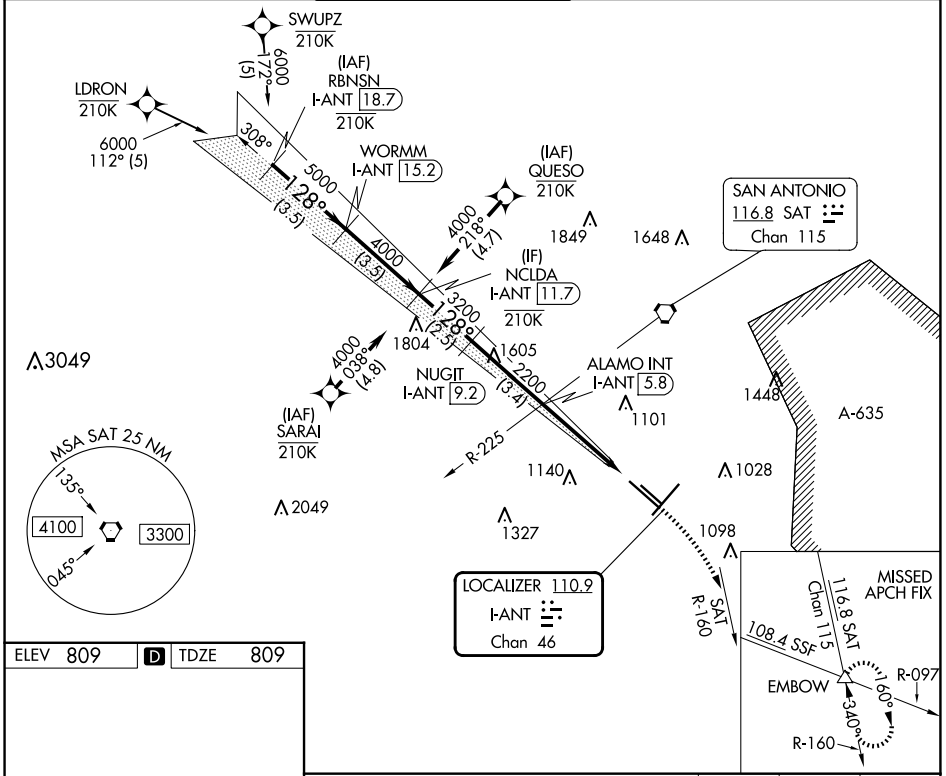 SWUPZ
210K
6000
172°
(5)
(IAF)
RBNSN
I-ANT 18.7
210K
LDRON
210K
6000
112° (5)
308°
WORMM
I-ANT 15.2
5000
128°
(3.5)
(IAF)
QUESO
210K
4000
218°
(4.7)
1849
1648
SAN ANTONIO
116.8 SAT
Chan 115
4000
(3.5)
(IF)
NCLDA
I-ANT 11.7
210K
3200
128°
(2.5)
1804
1605
3049
4000
038°
(4.8)
NUGIT
I-ANT 9.2
2200
(3.4)
ALAMO INT
I-ANT 5.8
1448
A-635
(IAF)
SARAI
210K
1101
R-225
MSA SAT 25 NM
135°
4100
3300
045°
1140
1028
2049
1327
1098
LOCALIZER 110.9
I-ANT
Chan 46
SAT
R-160
MISSED
APCH FIX
116.8 SAT
Chan 115
108.4 SSF
EMBOW
R-097
160°
340°
R-160
ELEV 809
D
TDZE 809